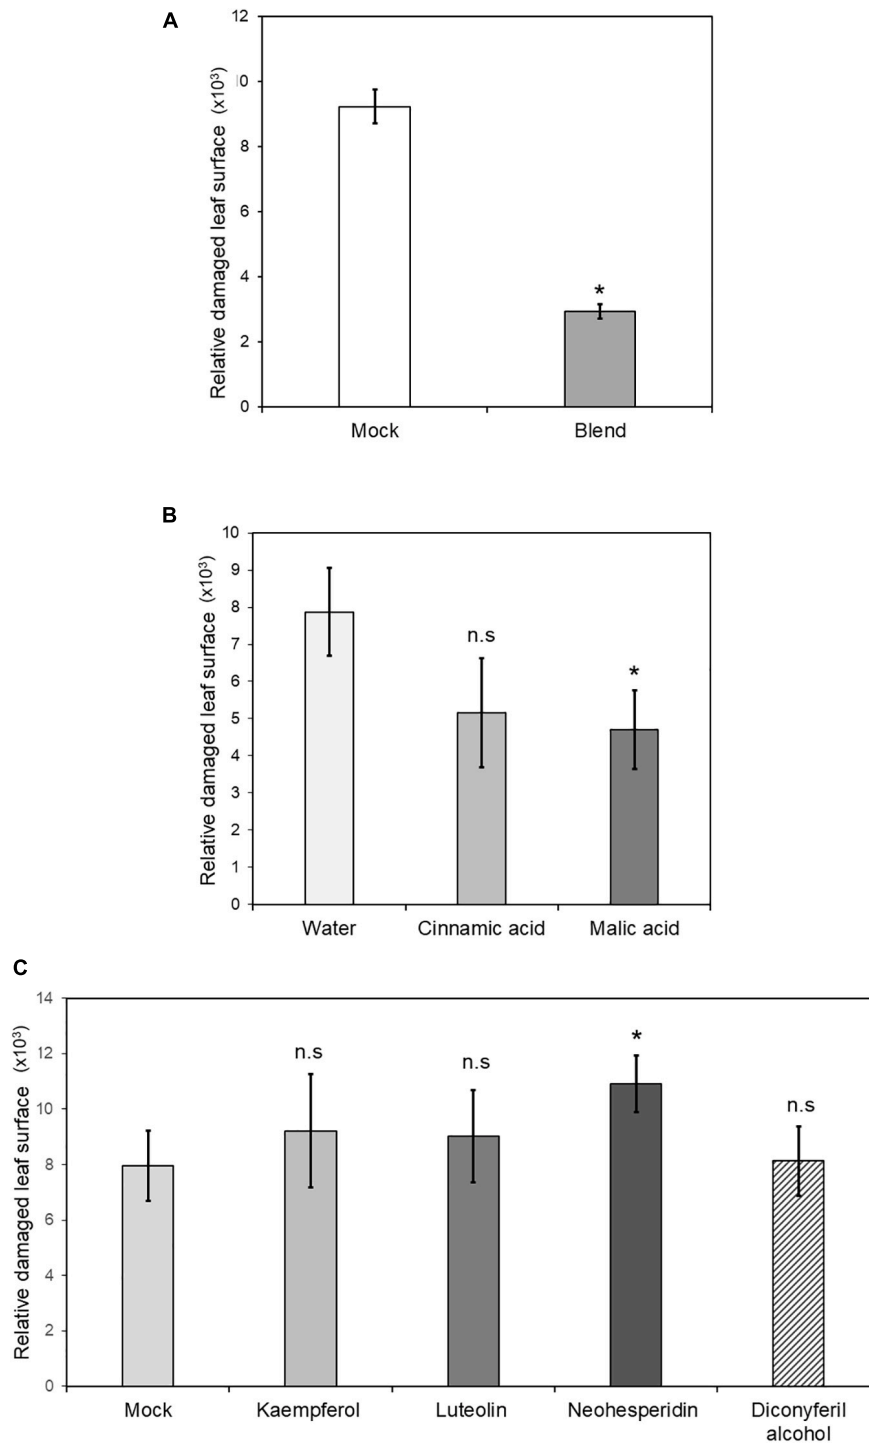 A
Relative damaged leaf surface (x10³)
12
0
8
6
4
2
0
*
Mock
Blend
B
Relative damaged leaf surface (x10³)
10
9
8
7
6
5
4
3
2
1
0
n.s
*
Water
Cinnamic acid
Malic acid
C
Relative damaged leaf surface (x10³)
14
12
10
8
6
4
2
0
n.s
n.s
*
n.s
Mock
Kaempferol
Luteolin
Neohesperidin
Diconyferil
alcohol